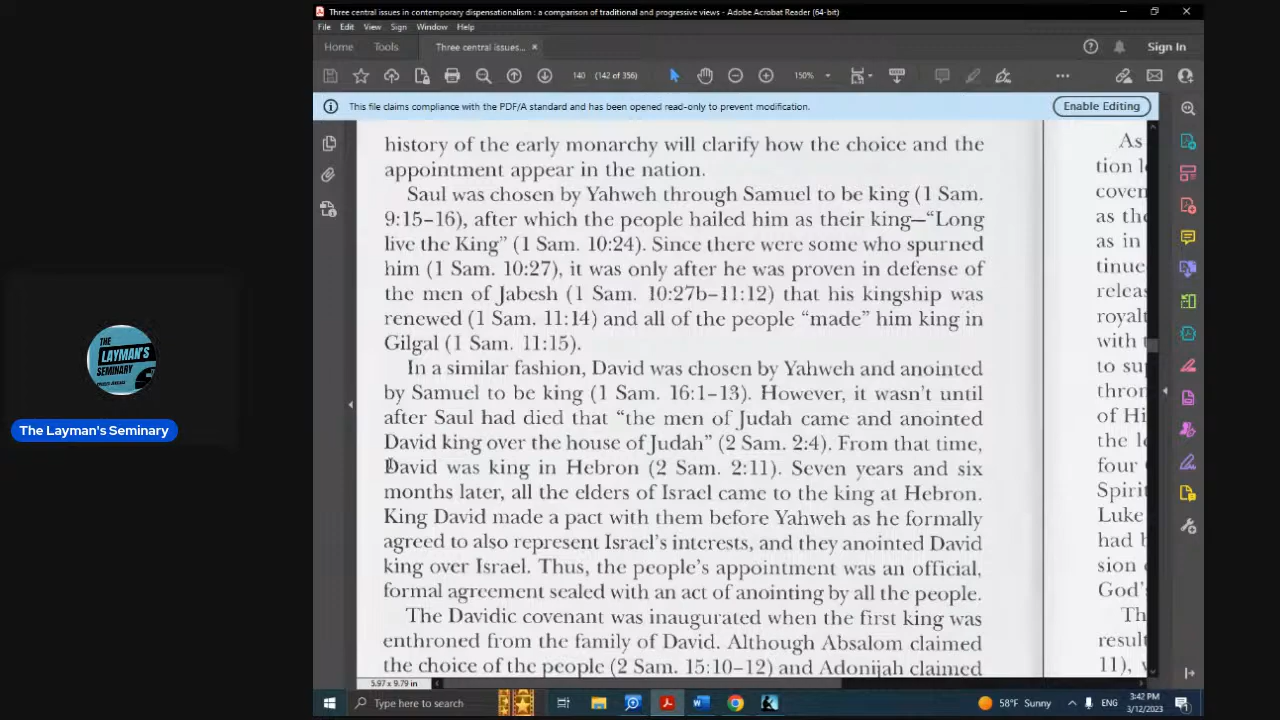 Three central issues in contemporary dispensationalism : a comparison of traditional and progressive views - Adobe Acrobat Reader (64-bit)
File Edit View Sign Window Help
Home Tools Three central issues... × Sign In
140 (142 of 356) 150%
This file claims compliance with the PDF/A standard and has been opened read-only to prevent modification. Enable Editing
history of the early monarchy will clarify how the choice and the
appointment appear in the nation.
Saul was chosen by Yahweh through Samuel to be king (1 Sam.
9:15–16), after which the people hailed him as their king—“Long
live the King” (1 Sam. 10:24). Since there were some who spurned
him (1 Sam. 10:27), it was only after he was proven in defense of
the men of Jabesh (1 Sam. 10:27b–11:12) that his kingship was
renewed (1 Sam. 11:14) and all of the people “made” him king in
Gilgal (1 Sam. 11:15).
In a similar fashion, David was chosen by Yahweh and anointed
by Samuel to be king (1 Sam. 16:1–13). However, it wasn't until
after Saul had died that “the men of Judah came and anointed
David king over the house of Judah” (2 Sam. 2:4). From that time,
David was king in Hebron (2 Sam. 2:11). Seven years and six
months later, all the elders of Israel came to the king at Hebron.
King David made a pact with them before Yahweh as he formally
agreed to also represent Israel's interests, and they anointed David
king over Israel. Thus, the people's appointment was an official,
formal agreement sealed with an act of anointing by all the people.
The Davidic covenant was inaugurated when the first king was
enthroned from the family of David. Although Absalom claimed
the choice of the people (2 Sam. 15:10–12) and Adonijah claimed
As
tion l
coven
as the
as in
tinue
releas
royalt
with t
to su
thron
of Hi
the l
four
Spirit
Luke
had b
sion
God's
Th
result
11), v
5.97 x 9.79 in
THE
LAYMAN'S
SEMINARY
The Layman's Seminary
Type here to search
58°F Sunny
ENG
3:42 PM
3/12/2023